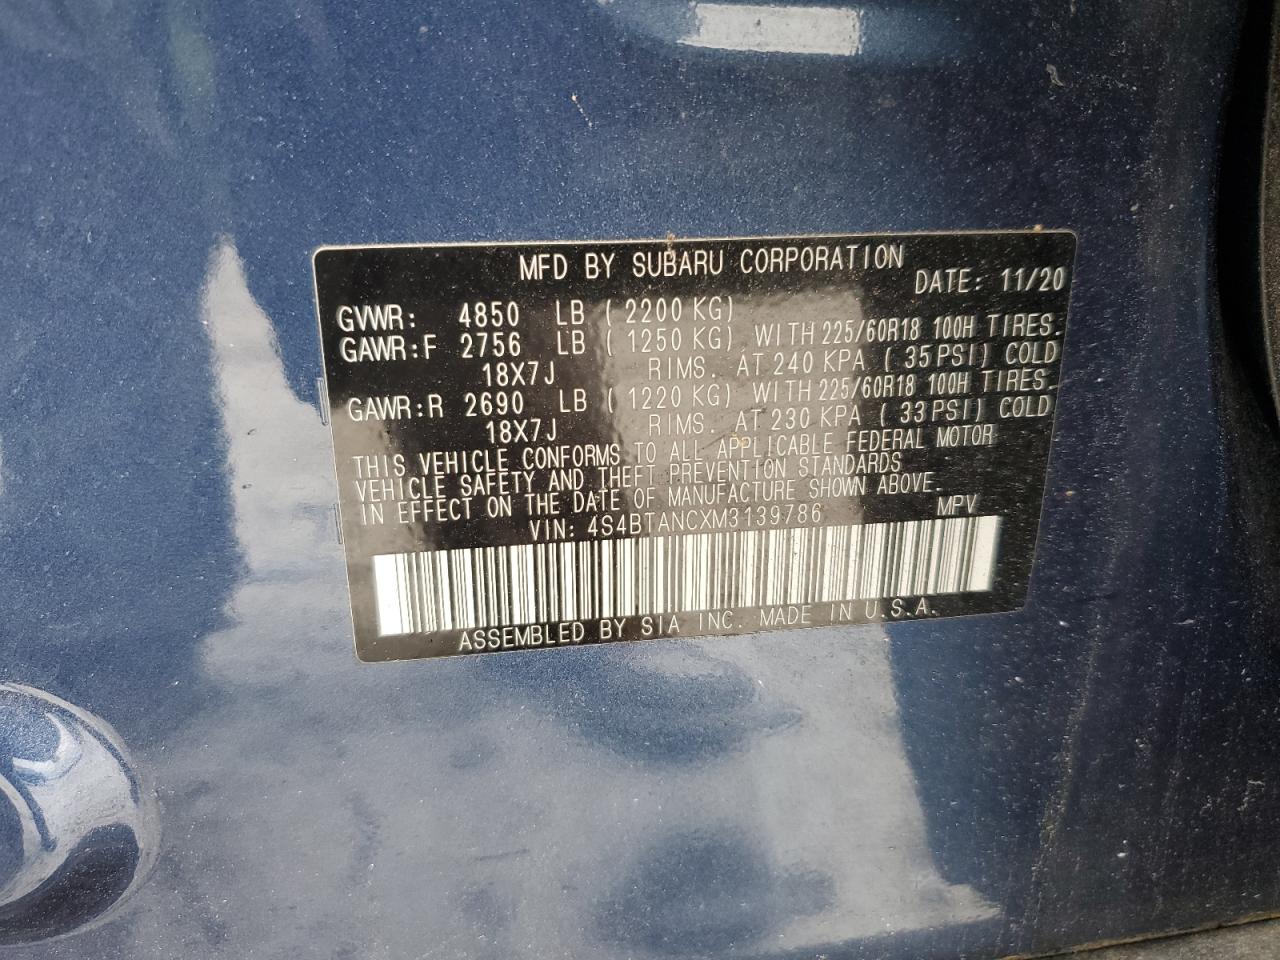 MFD BY SUBARU CORPORATION
DATE: 11/20
GVWR: 4850 LB ( 2200 KG)
GAWR:F 2756 LB ( 1250 KG) WITH 225/60R18 100H TIRES.
18X7J RIMS. AT 240 KPA ( 35PSI) COLD
GAWR:R 2690 LB ( 1220 KG) WITH 225/60R18 100H TIRES.
18X7J RIMS. AT 230 KPA ( 33PSI) COLD
THIS VEHICLE CONFORMS TO ALL APPLICABLE FEDERAL MOTOR
VEHICLE SAFETY AND THEFT PREVENTION STANDARDS
IN EFFECT ON THE DATE OF MANUFACTURE SHOWN ABOVE.
VIN: 4S4BTANCXM3139786 MPV
ASSEMBLED BY SIA INC. MADE IN U.S.A.